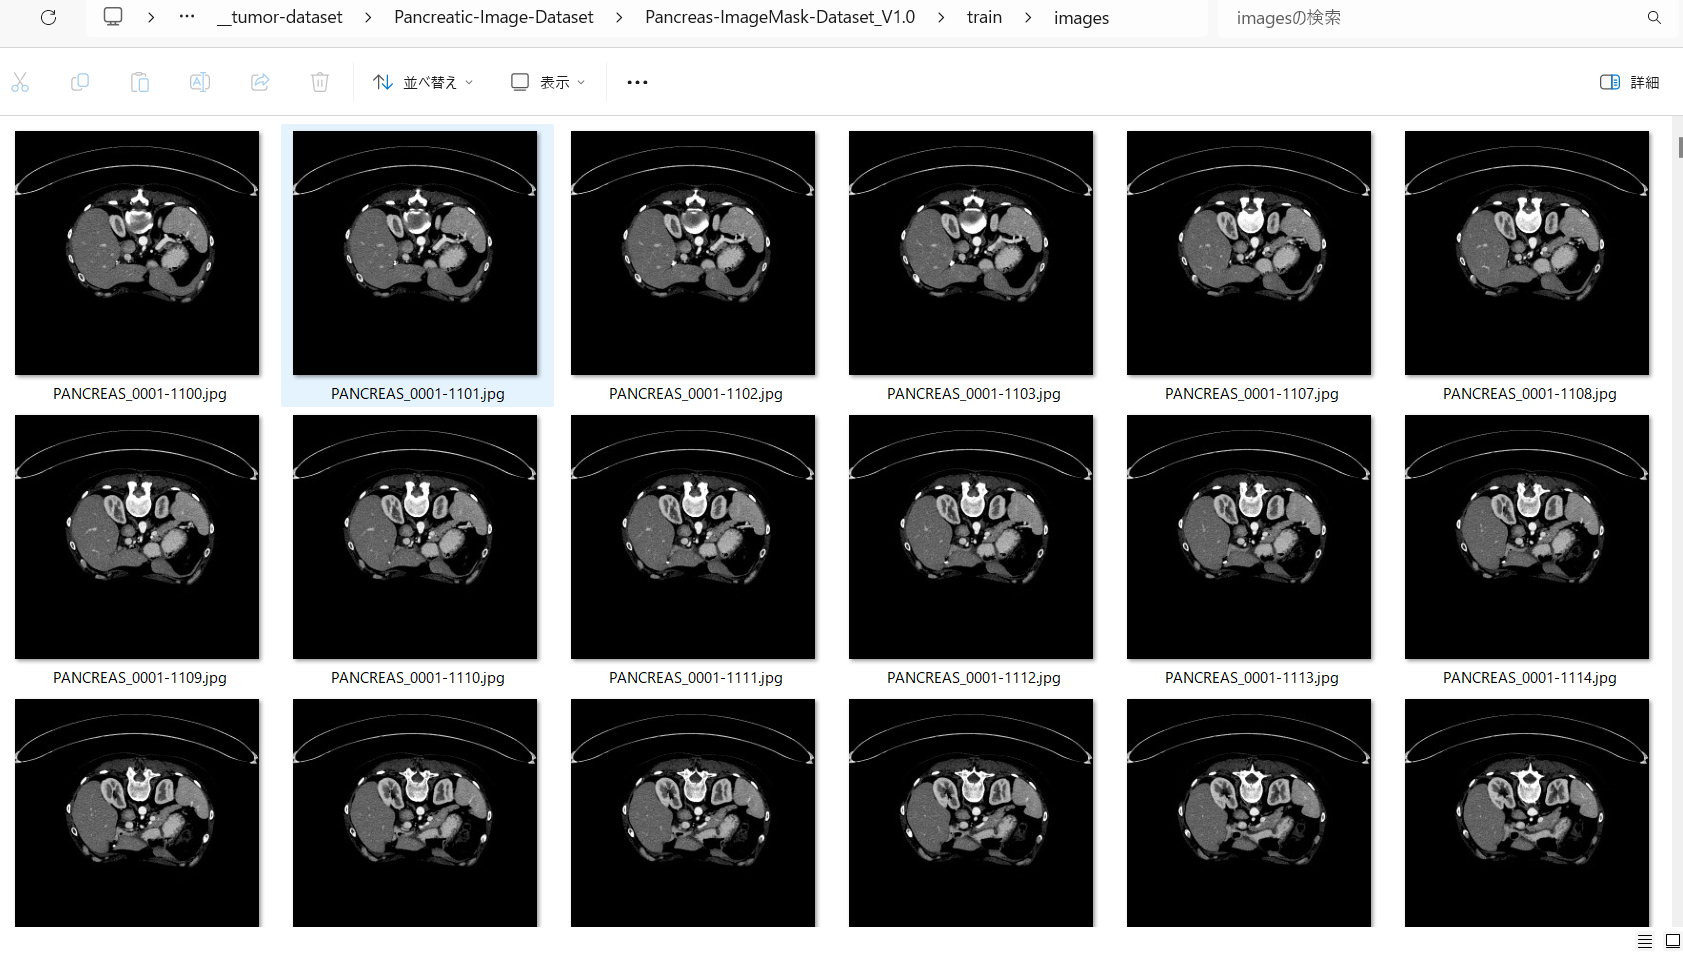 __tumor-dataset > Pancreatic-Image-Dataset > Pancreas-ImageMask-Dataset_V1.0 > train > images
imagesの検索
並べ替え
表示
詳細
PANCREAS_0001-1100.jpg
PANCREAS_0001-1101.jpg
PANCREAS_0001-1102.jpg
PANCREAS_0001-1103.jpg
PANCREAS_0001-1107.jpg
PANCREAS_0001-1108.jpg
PANCREAS_0001-1109.jpg
PANCREAS_0001-1110.jpg
PANCREAS_0001-1111.jpg
PANCREAS_0001-1112.jpg
PANCREAS_0001-1113.jpg
PANCREAS_0001-1114.jpg